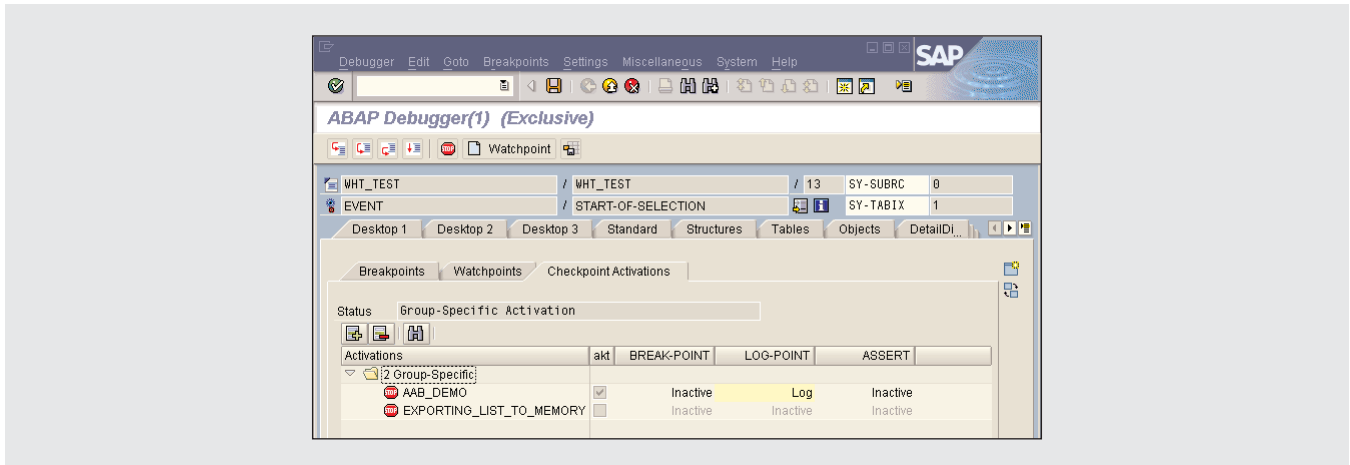 SAP
Debugger Edit Goto Breakpoints Settings Miscellaneous System Help
ABAP Debugger(1) (Exclusive)
STOP Watchpoint
WHT_TEST / WHT_TEST / 13 SY-SUBRC 0
EVENT / START-OF-SELECTION SY-TABIX 1
Desktop 1 Desktop 2 Desktop 3 Standard Structures Tables Objects DetailDi...
Breakpoints Watchpoints Checkpoint Activations
Status Group-Specific Activation
Activations akt BREAK-POINT LOG-POINT ASSERT
2 Group-Specific
STOP AAB_DEMO Inactive Log Inactive
STOP EXPORTING_LIST_TO_MEMORY Inactive Inactive Inactive